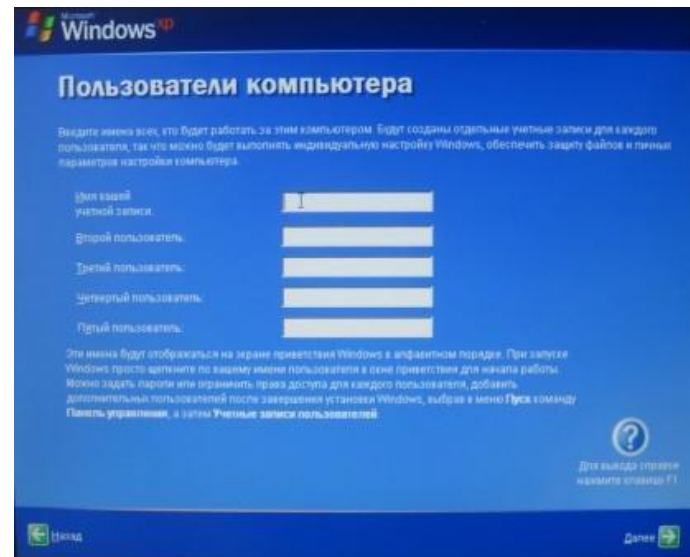 Microsoft
Windows xp
Пользователи компьютера
Введите имена всех, кто будет работать за этим компьютером. Будут созданы отдельные учетные записи для каждого
пользователя, так что можно будет выполнять индивидуальную настройку Windows, обеспечить защиту файлов и личных
параметров настройки компьютера.
Имя вашей
учетной записи:
Второй пользователь:
Третий пользователь:
Четвертый пользователь:
Пятый пользователь:
Эти имена будут отображаться на экране приветствия Windows в алфавитном порядке. При запуске
Windows просто щелкните по вашему имени пользователя в окне приветствия для начала работы.
Можно задать пароли или ограничить права доступа для каждого пользователя, добавить
дополнительных пользователей после завершения установки Windows, выбрав в меню Пуск команду
Панель управления, а затем Учетные записи пользователей.
Для вывода справки
нажмите клавишу F1
Назад
Далее